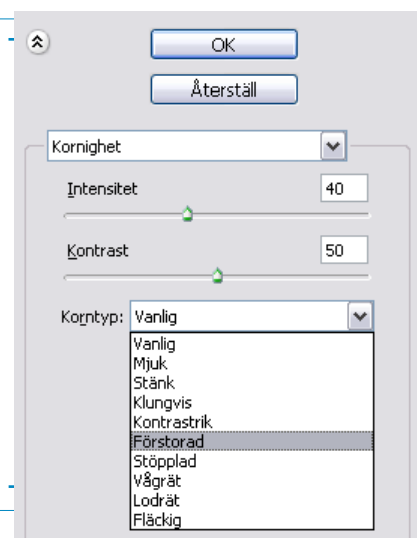 OK
Återställ
Kornighet
Intensitet 40
Kontrast 50
Korntyp: Vanlig
Vanlig
Mjuk
Stänk
Klungvis
Kontrastrik
Förstorad
Stöpplad
Vågrät
Lodrät
Fläckig